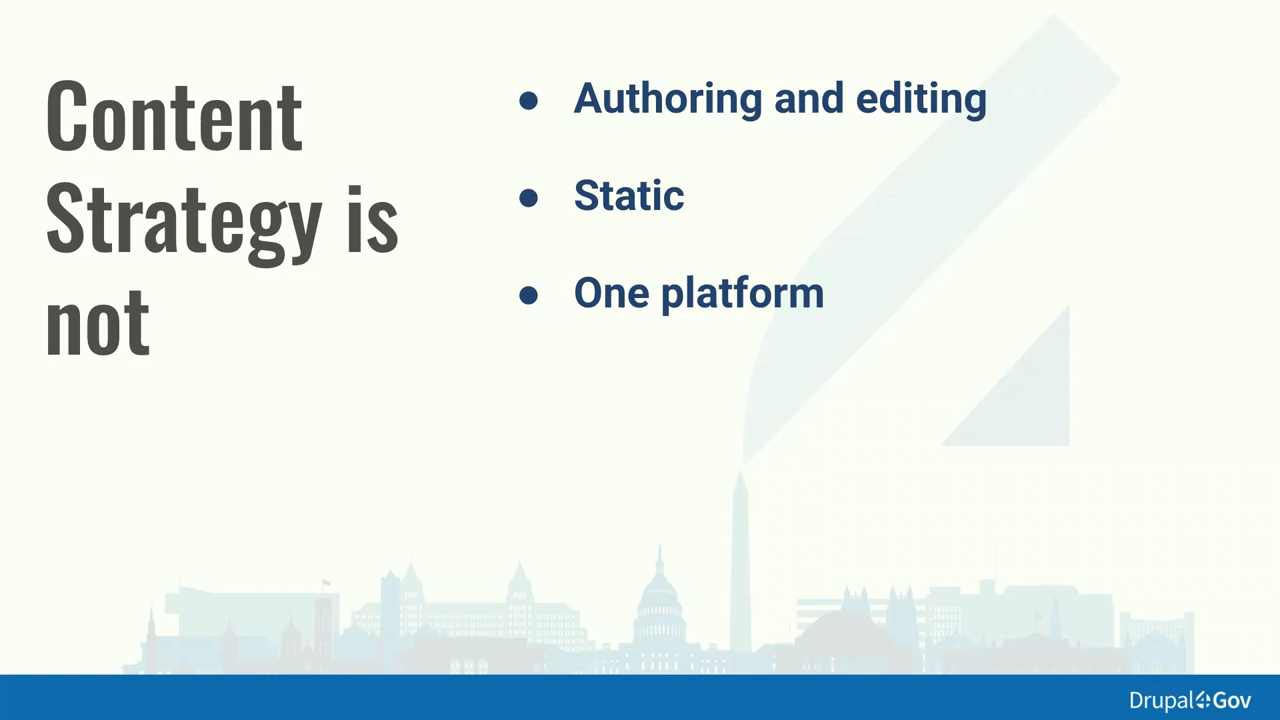 Content
Strategy is
not
● Authoring and editing
● Static
● One platform
Drupal4Gov